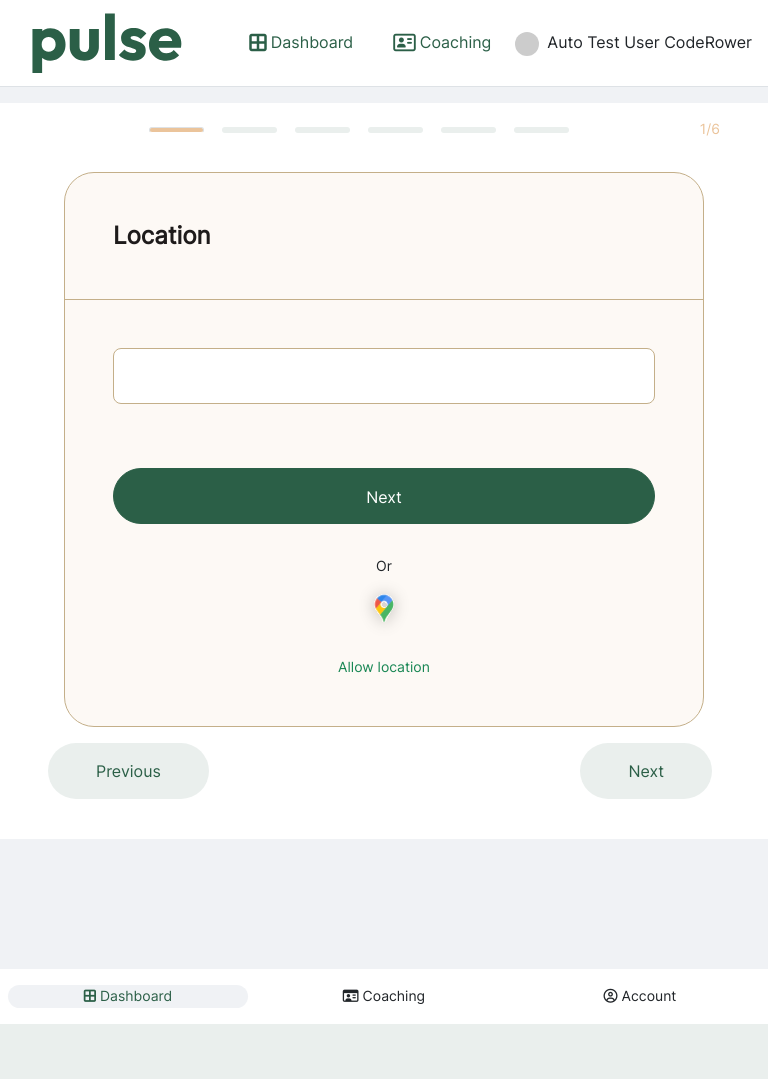 pulse
Dashboard
Coaching
Auto Test User CodeRower
1/6
Location
Next
Or
Allow location
Previous
Next
Dashboard
Coaching
Account